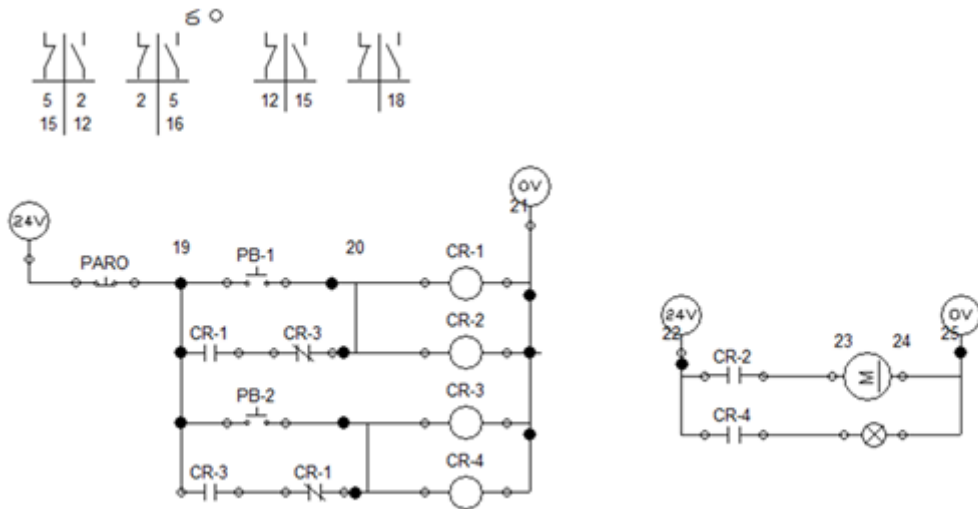 5 2 2 5 12 15 18
15 12 16
0V
21
24V
19 20 CR-1
PARO PB-1
24V 0V
22 23 24 25
CR-1 CR-3 CR-2
CR-2 M
PB-2 CR-3
CR-4
CR-3 CR-1 CR-4